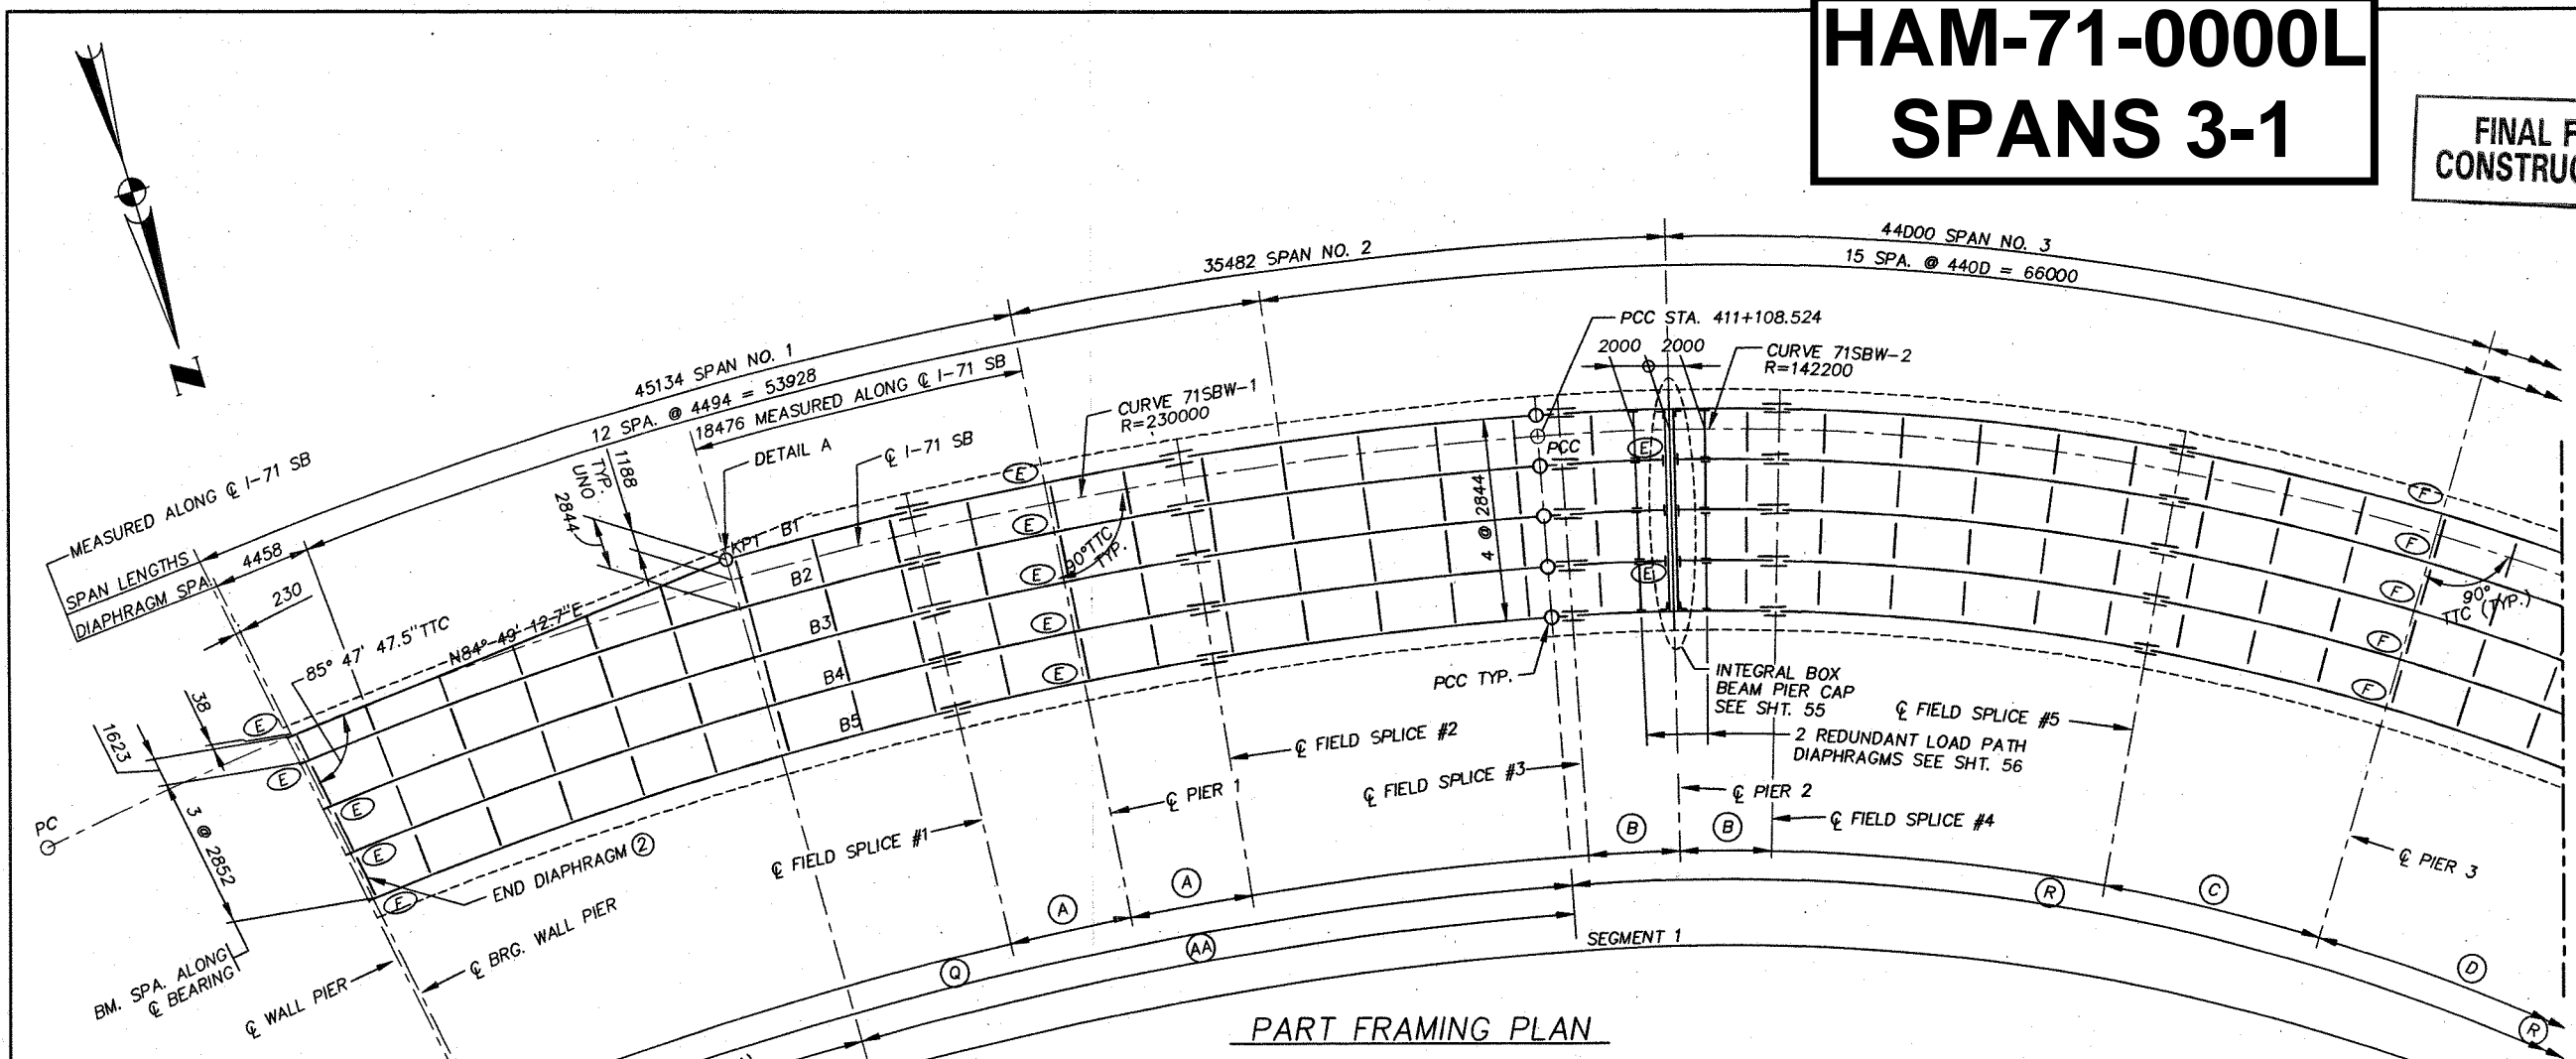 HAM-71-0000L
SPANS 3-1
FINAL F
CONSTRUC
N
44D00 SPAN NO. 3
15 SPA. @ 440D = 66000
35482 SPAN NO. 2
45134 SPAN NO. 1
12 SPA. @ 4494 = 53928
18476 MEASURED ALONG ℄ I-71 SB
PCC STA. 411+108.524
2000 2000
CURVE 71SBW-2
R=142200
CURVE 71SBW-1
R=230000
DETAIL A
℄ I-71 SB
1188
TYP.
UNO
2844
MEASURED ALONG ℄ I-71 SB
SPAN LENGTHS
DIAPHRAGM SPA.
4458
230
KPT
B1
B2
B3
B4
B5
E
E
E
E
E
90°TTC
TYP.
PCC
4 @ 2844
E
E
F
F
F
F
F
90°
TTC (TYP.)
85° 47' 47.5"TTC
N84°-49'-12.7"E
38
1623
E
E
E
E
E
PC
3 @ 2852
BM. SPA. ALONG
℄ BEARING
END DIAPHRAGM 2
℄ BRG. WALL PIER
℄ WALL PIER
PCC TYP.
INTEGRAL BOX
BEAM PIER CAP
SEE SHT. 55
2 REDUNDANT LOAD PATH
DIAPHRAGMS SEE SHT. 56
℄ FIELD SPLICE #5
℄ FIELD SPLICE #2
℄ FIELD SPLICE #3
℄ PIER 1
℄ PIER 2
℄ FIELD SPLICE #4
℄ FIELD SPLICE #1
℄ PIER 3
A
A
B
B
C
D
Q
AA
R
R
SEGMENT 1
PART FRAMING PLAN